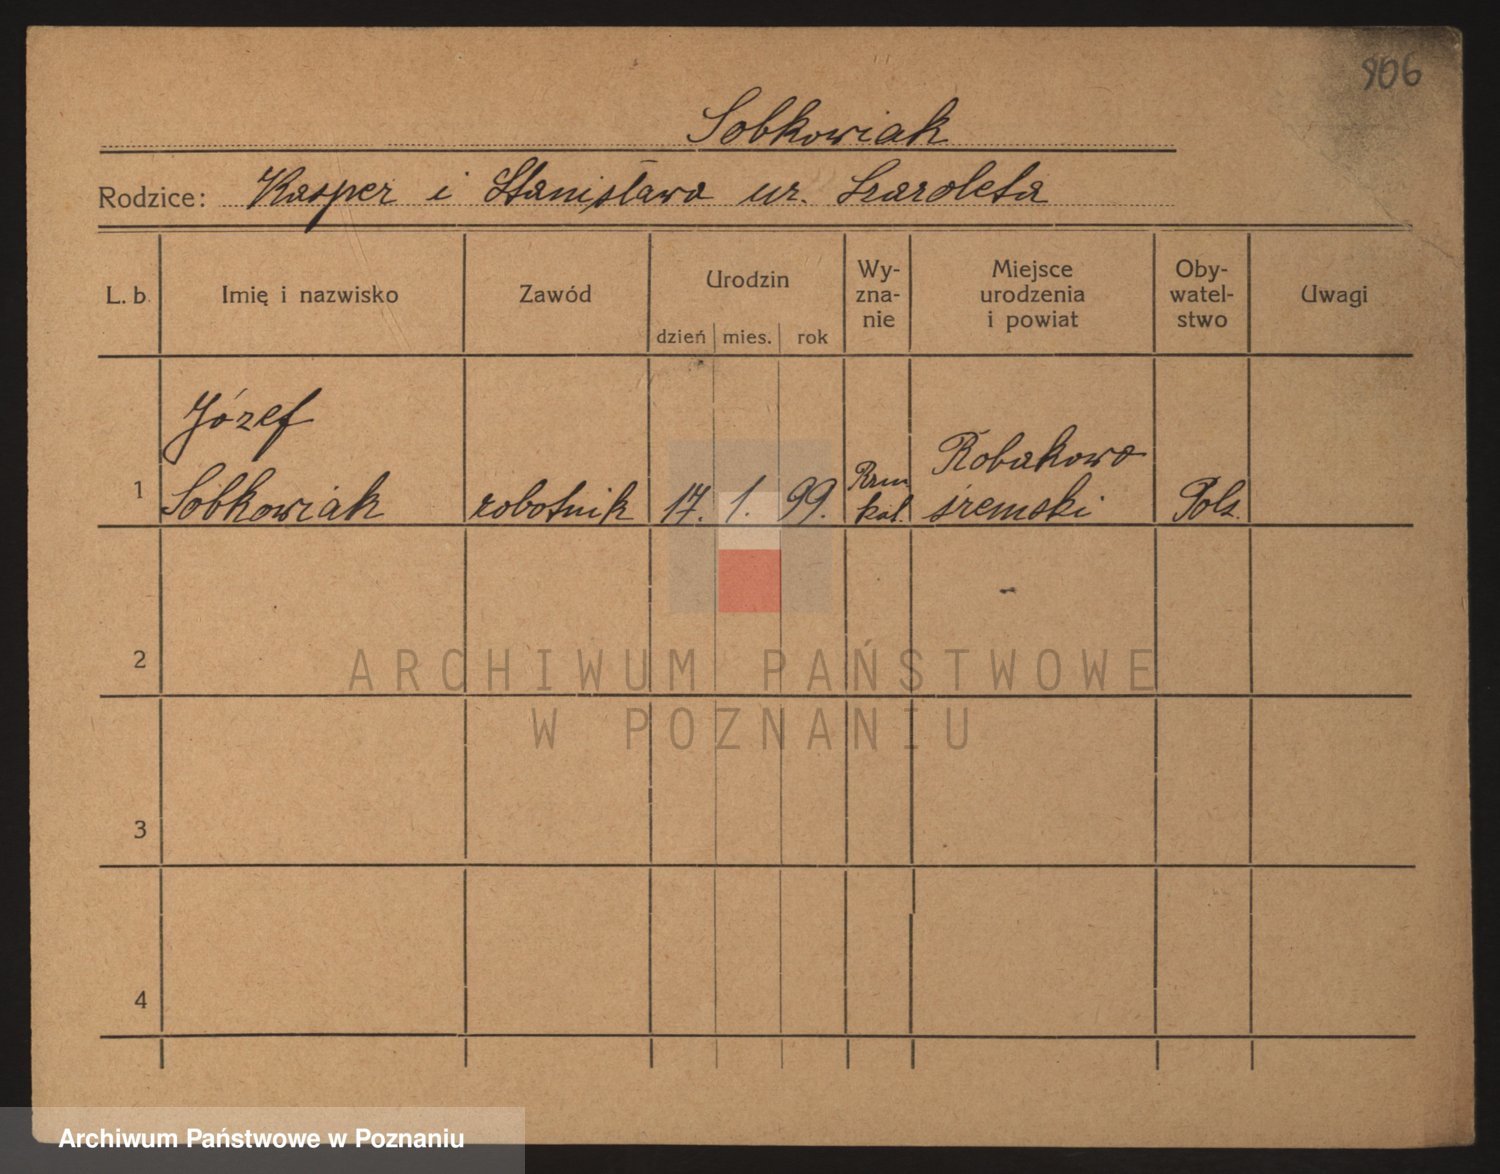 906
Sobkowiak
Rodzice: Kasper i Stanisława ur. Szaroleta
L. b. Imię i nazwisko Zawód Urodzin dzień mies. rok Wy-zna-nie Miejsce urodzenia i powiat Oby-watel-stwo Uwagi
1 Józef Sobkowiak robotnik 17. 1. 99. Rzm kat. Robakowo śremski Pols.
2
3
4
ARCHIWUM PAŃSTWOWE
W POZNANIU
Archiwum Państwowe w Poznaniu